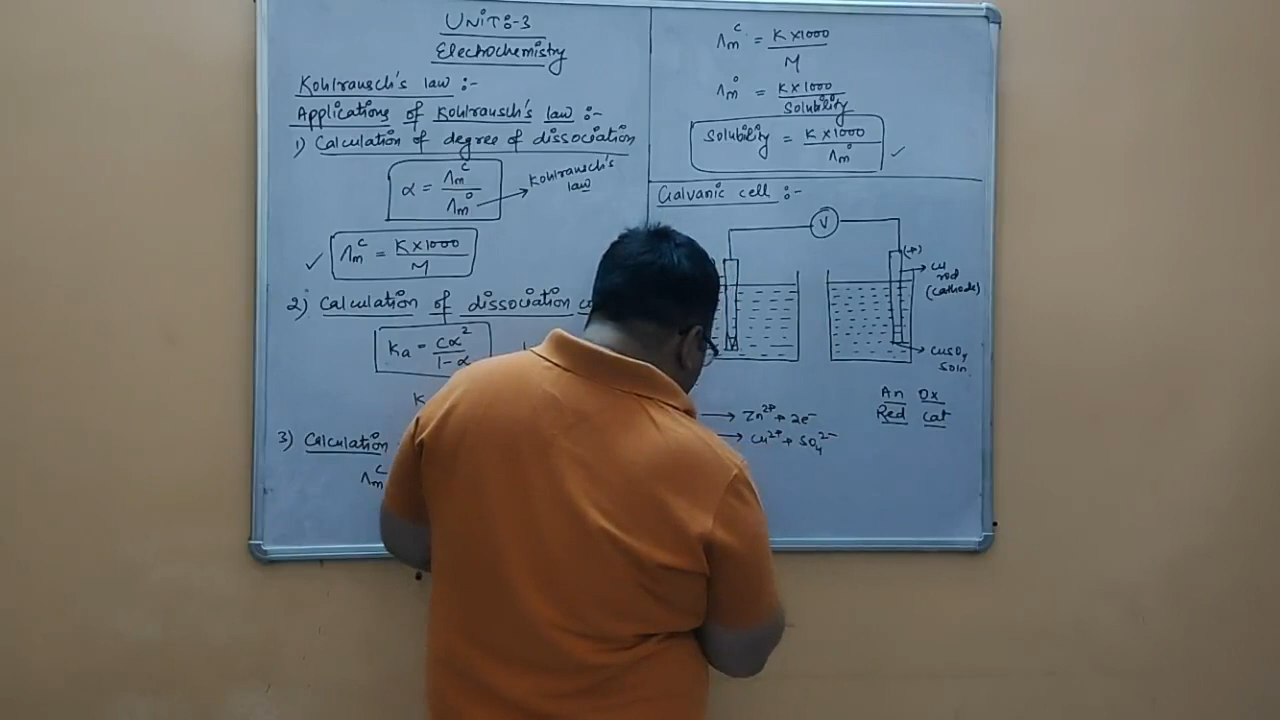 UNIT:-3
Electrochemistry
Kohlrausch's law :-
Applications of Kohlrausch's law :-
1) Calculation of degree of dissociation
α = Λm^c / Λm° → Kohlrausch's law
✓ Λm^c = K×1000 / M
2) Calculation of dissociation
Ka = cα² / 1-α
K
3) Calculation
Λm^c
Λm^c = K×1000 / M
Λm° = K×1000 / Solubility
Solubility = K×1000 / Λm° ✓
Galvanic cell :-
V
(+)
Cu rod
(cathode)
CuSO4
soln.
An Ox
Red Cat
→ Zn²⁺ + 2e⁻
→ Cu²⁺ + SO4²⁻